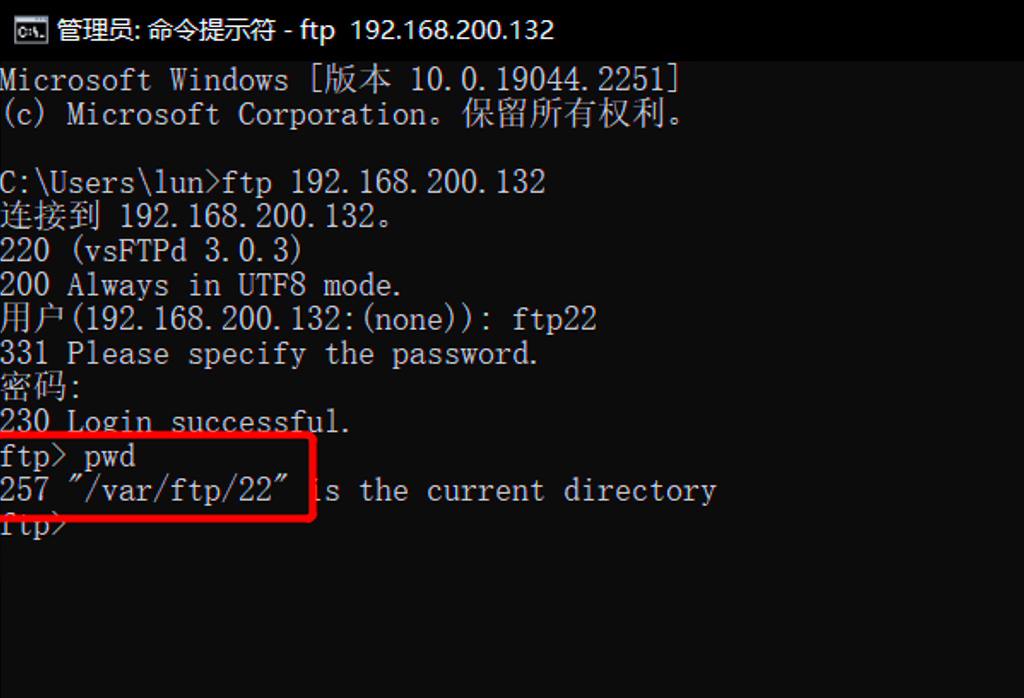 管理员: 命令提示符 - ftp  192.168.200.132
Microsoft Windows [版本 10.0.19044.2251]
(c) Microsoft Corporation。保留所有权利。
C:\Users\lun>ftp 192.168.200.132
连接到 192.168.200.132。
220 (vsFTPd 3.0.3)
200 Always in UTF8 mode.
用户(192.168.200.132:(none)): ftp22
331 Please specify the password.
密码:
230 Login successful.
ftp> pwd
257 "/var/ftp/22" is the current directory
ftp>